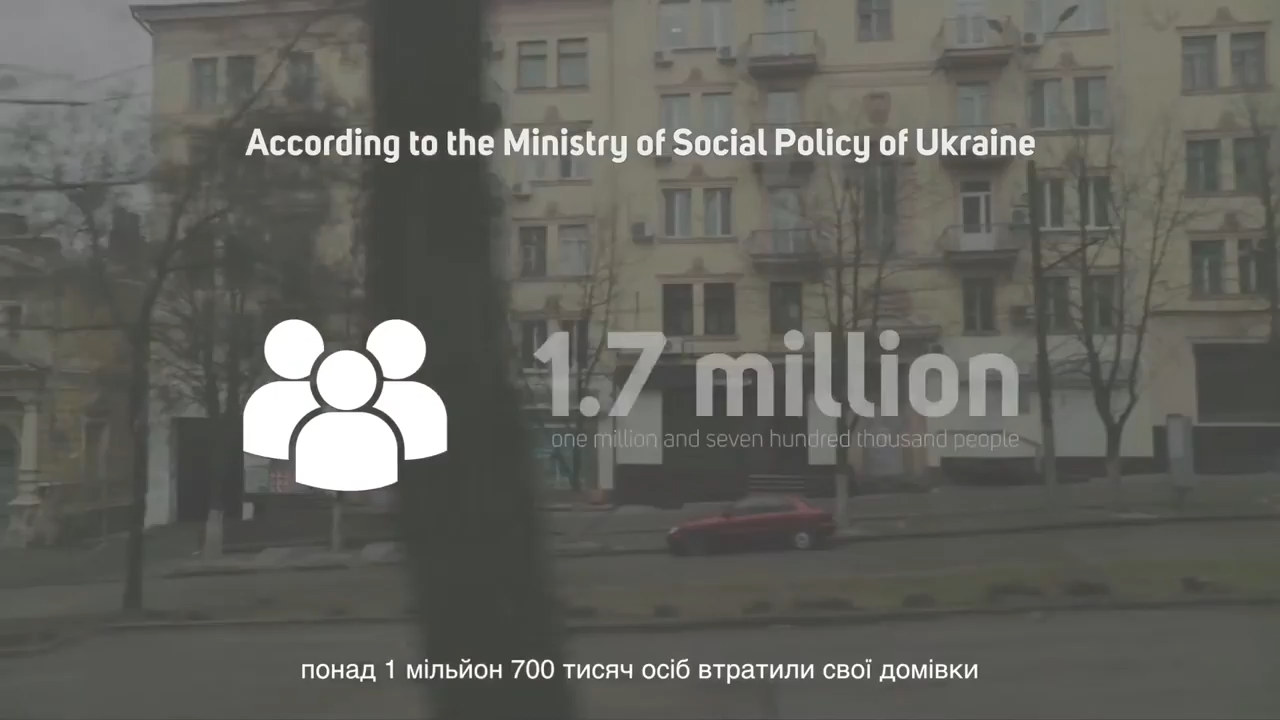 According to the Ministry of Social Policy of Ukraine
1.7 million
one million and seven hundred thousand people
понад 1 мільйон 700 тисяч осіб втратили свої домівки